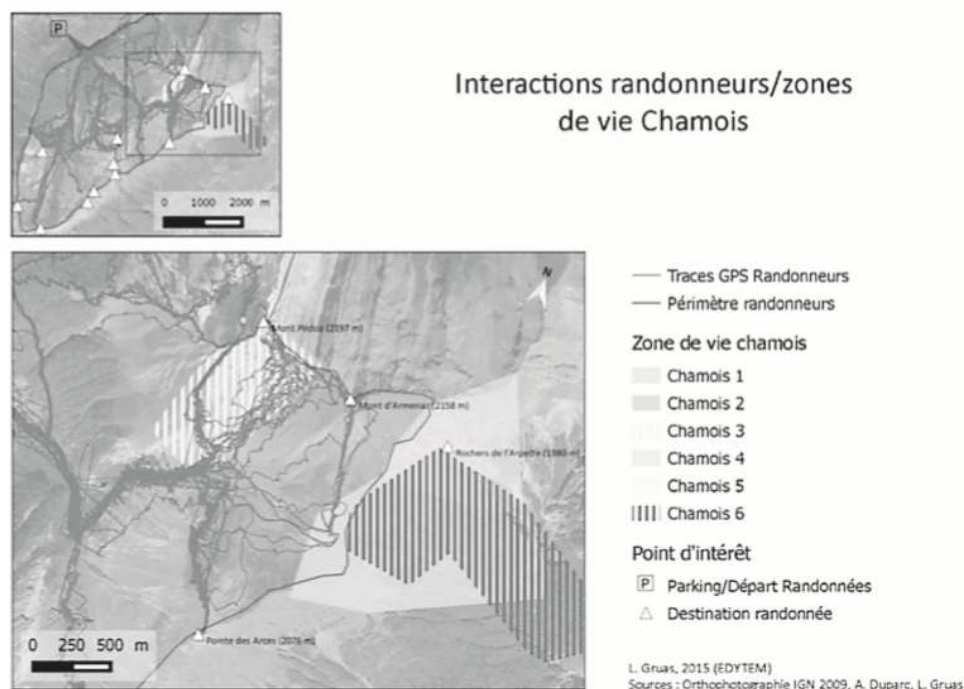 P
0 1000 2000 m
Interactions randonneurs/zones
de vie Chamois
N
Mont Pédoz (2197 m)
Mont d'Armenaz (2158 m)
Rochers de l'Arpette (1980 m)
Pointe des Arces (2076 m)
0 250 500 m
Traces GPS Randonneurs
Périmètre randonneurs
Zone de vie chamois
Chamois 1
Chamois 2
Chamois 3
Chamois 4
Chamois 5
Chamois 6
Point d'intérêt
P Parking/Départ Randonnées
Destination randonnée
L. Gruas, 2015 (EDYTEM)
Sources : Orthophotographie IGN 2009, A. Duparc, L. Gruas